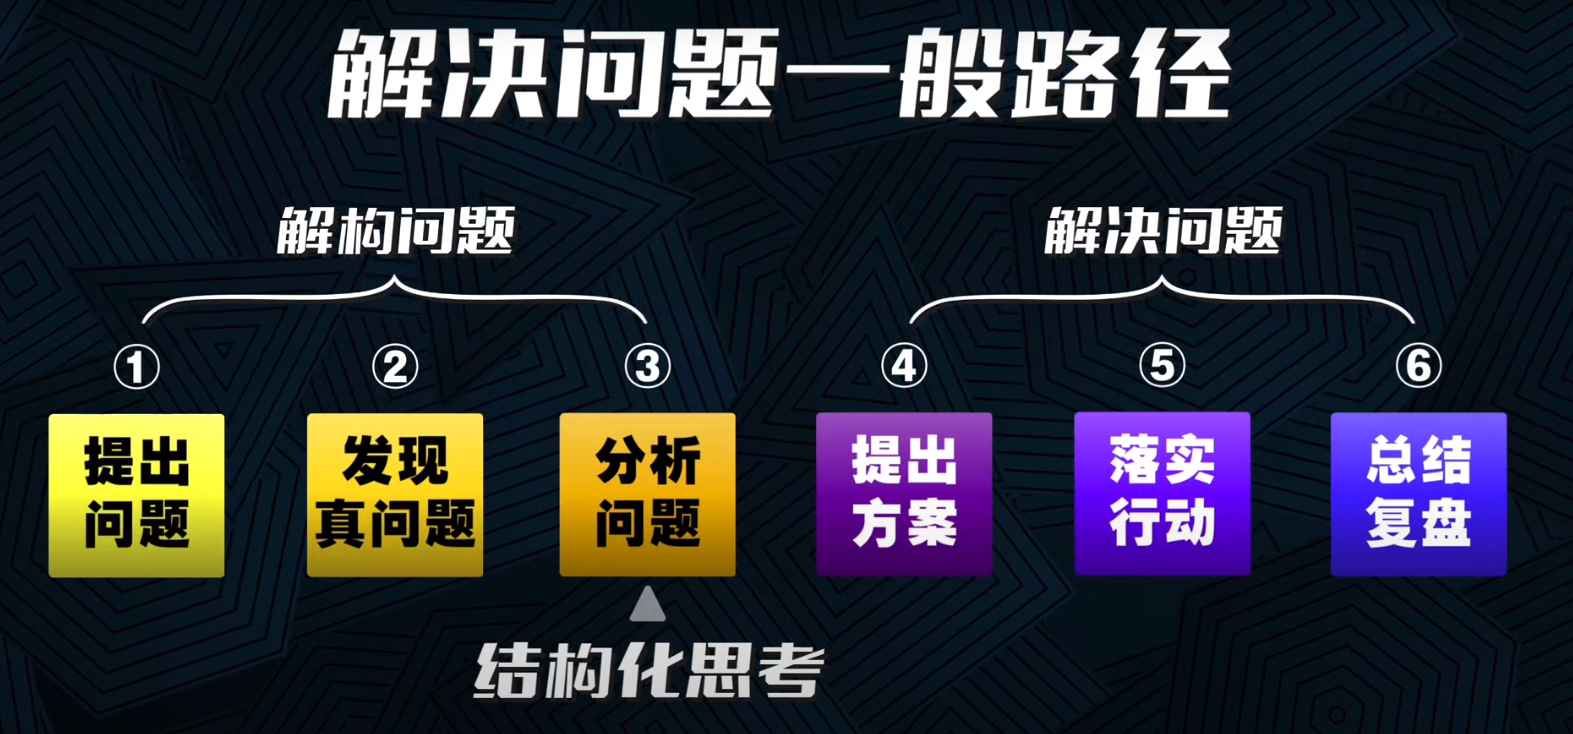 解决问题一般路径
解构问题
解决问题
① ② ③ ④ ⑤ ⑥
提出
问题
发现
真问题
分析
问题
提出
方案
落实
行动
总结
复盘
结构化思考